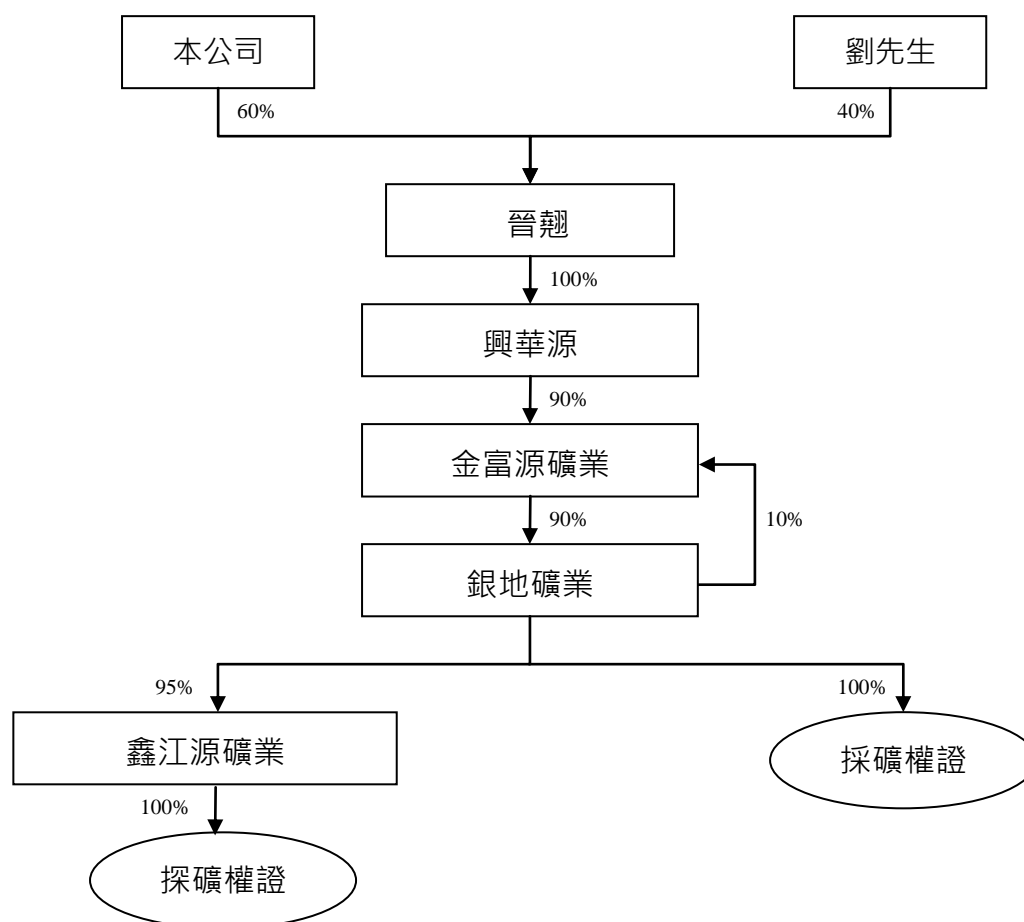 本公司
劉先生
60%
40%
晉翹
100%
興華源
90%
金富源礦業
90%
10%
銀地礦業
95%
100%
鑫江源礦業
採礦權證
100%
探礦權證